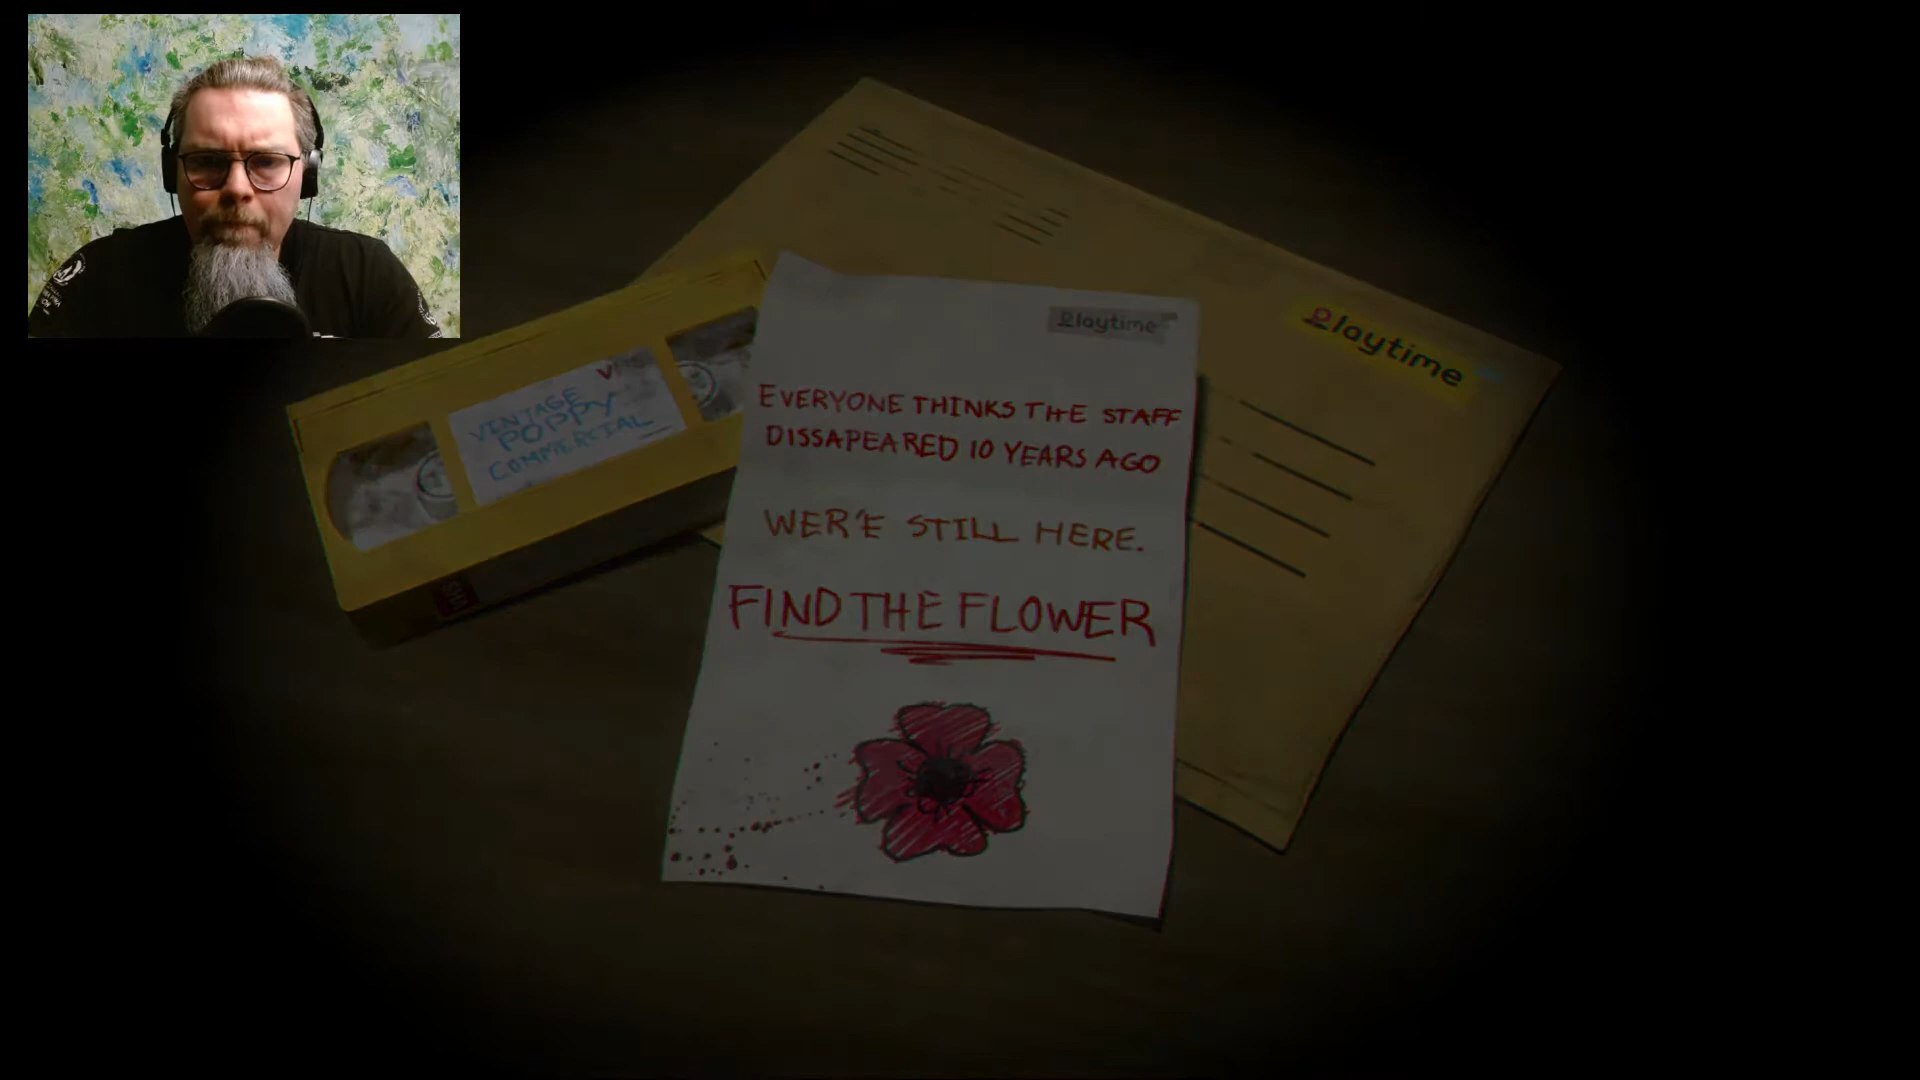 Playtime
Playtime
VINTAGE
POPPY
COMMERCIAL
EVERYONE THINKS THE STAFF
DISSAPEARED 10 YEARS AGO
WER'E STILL HERE.
FIND THE FLOWER